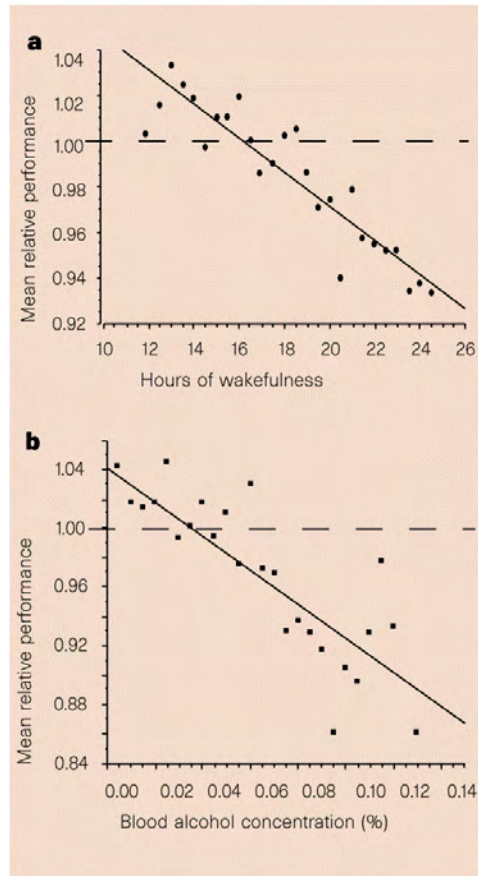 a
1.04
1.02
1.00
0.98
0.96
0.94
0.92
Mean relative performance
10 12 14 16 18 20 22 24 26
Hours of wakefulness
b
1.04
1.00
0.96
0.92
0.88
0.84
Mean relative performance
0.00 0.02 0.04 0.06 0.08 0.10 0.12 0.14
Blood alcohol concentration (%)